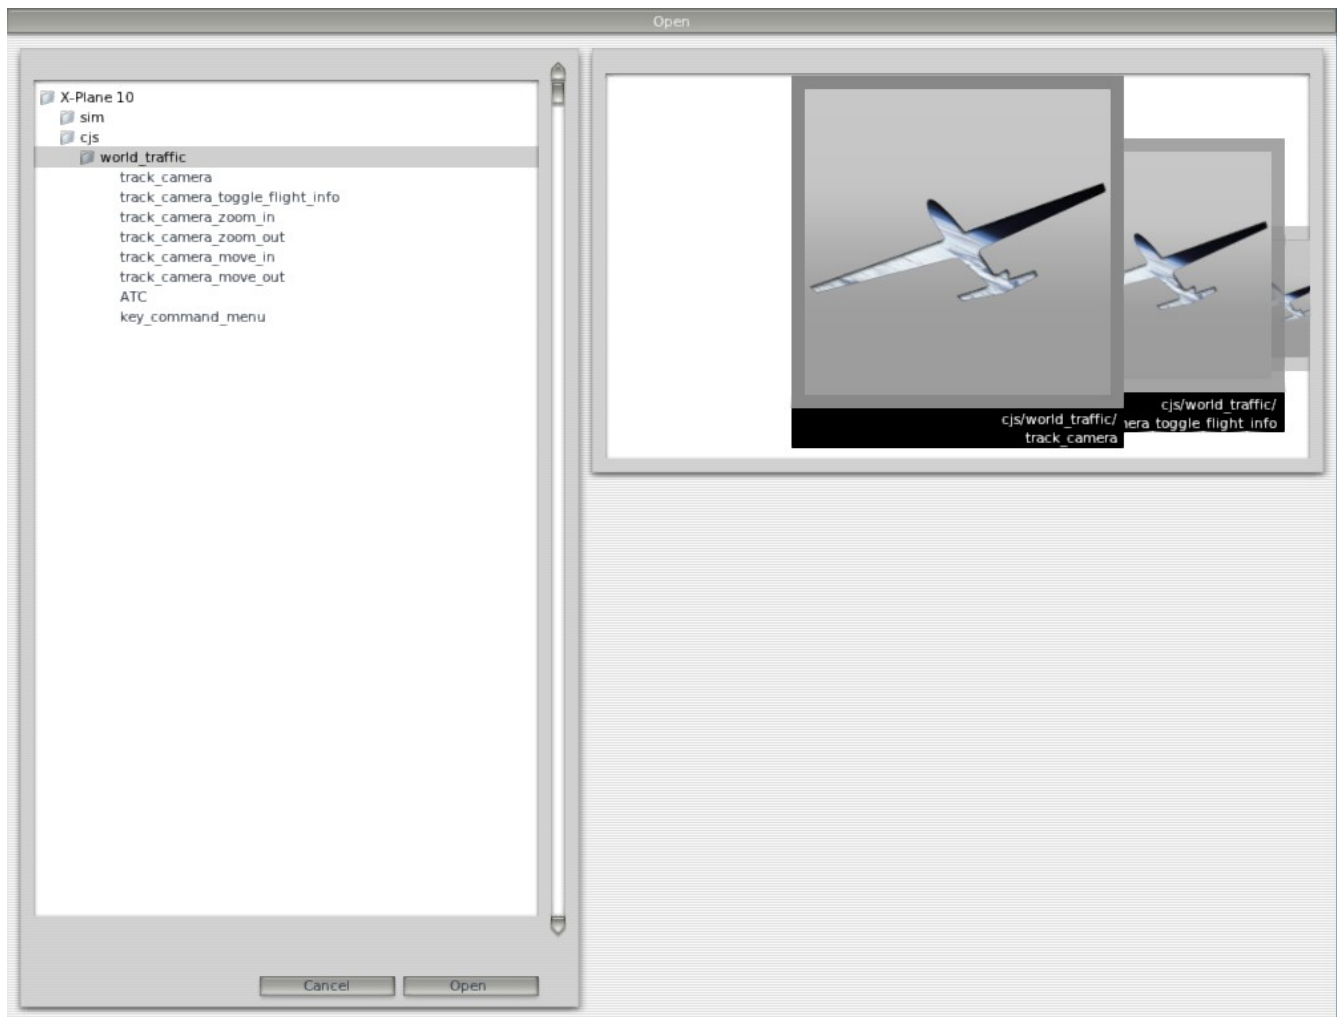 Open
X-Plane 10
sim
cjs
world_traffic
track_camera
track_camera_toggle_flight_info
track_camera_zoom_in
track_camera_zoom_out
track_camera_move_in
track_camera_move_out
ATC
key_command_menu
Cancel
Open
cjs/world_traffic/
track_camera
cjs/world_traffic/
toggle_flight_info